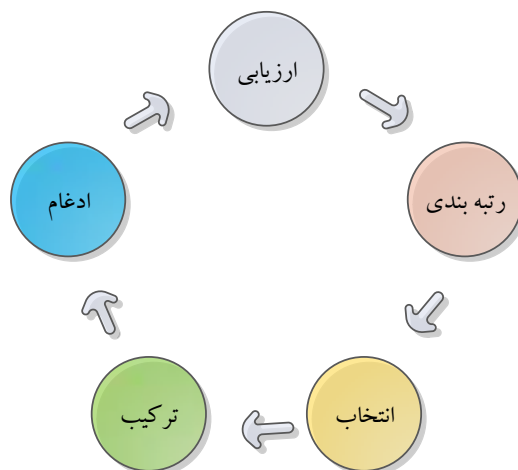 ارزیابی
رتبه بندی
انتخاب
ترکیب
ادغام